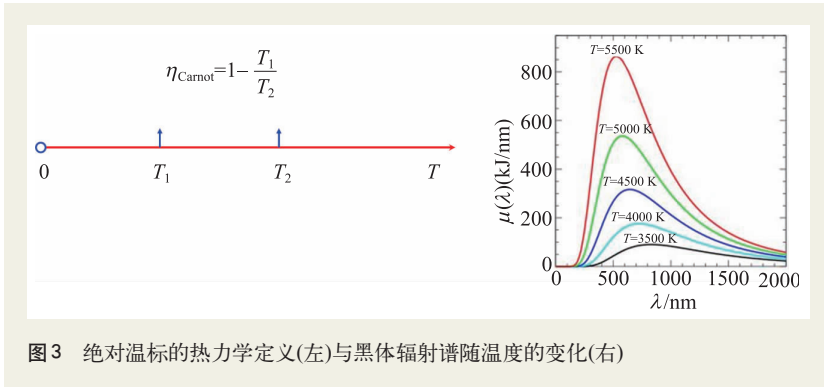 η_Carnot=1−T₁/T₂
0 T₁ T₂ T
T=5500 K
T=5000 K
T=4500 K
T=4000 K
T=3500 K
800
600
400
200
0
0 500 1000 1500 2000
μ(λ)(kJ/nm)
λ/nm
图3 绝对温标的热力学定义(左)与黑体辐射谱随温度的变化(右)